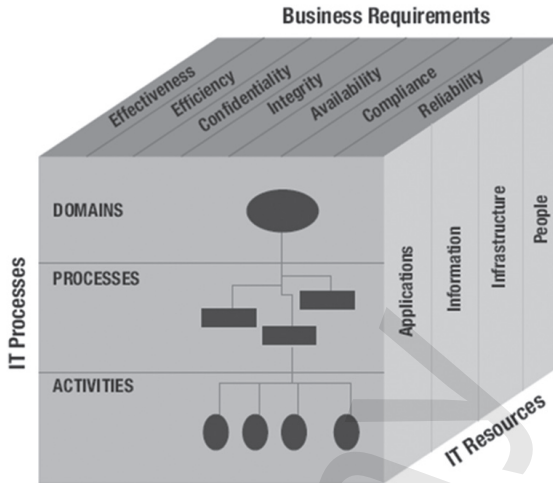 Business Requirements
Effectiveness
Efficiency
Confidentiality
Integrity
Availability
Compliance
Reliability
IT Processes
DOMAINS
PROCESSES
ACTIVITIES
Applications
Information
Infrastructure
People
IT Resources